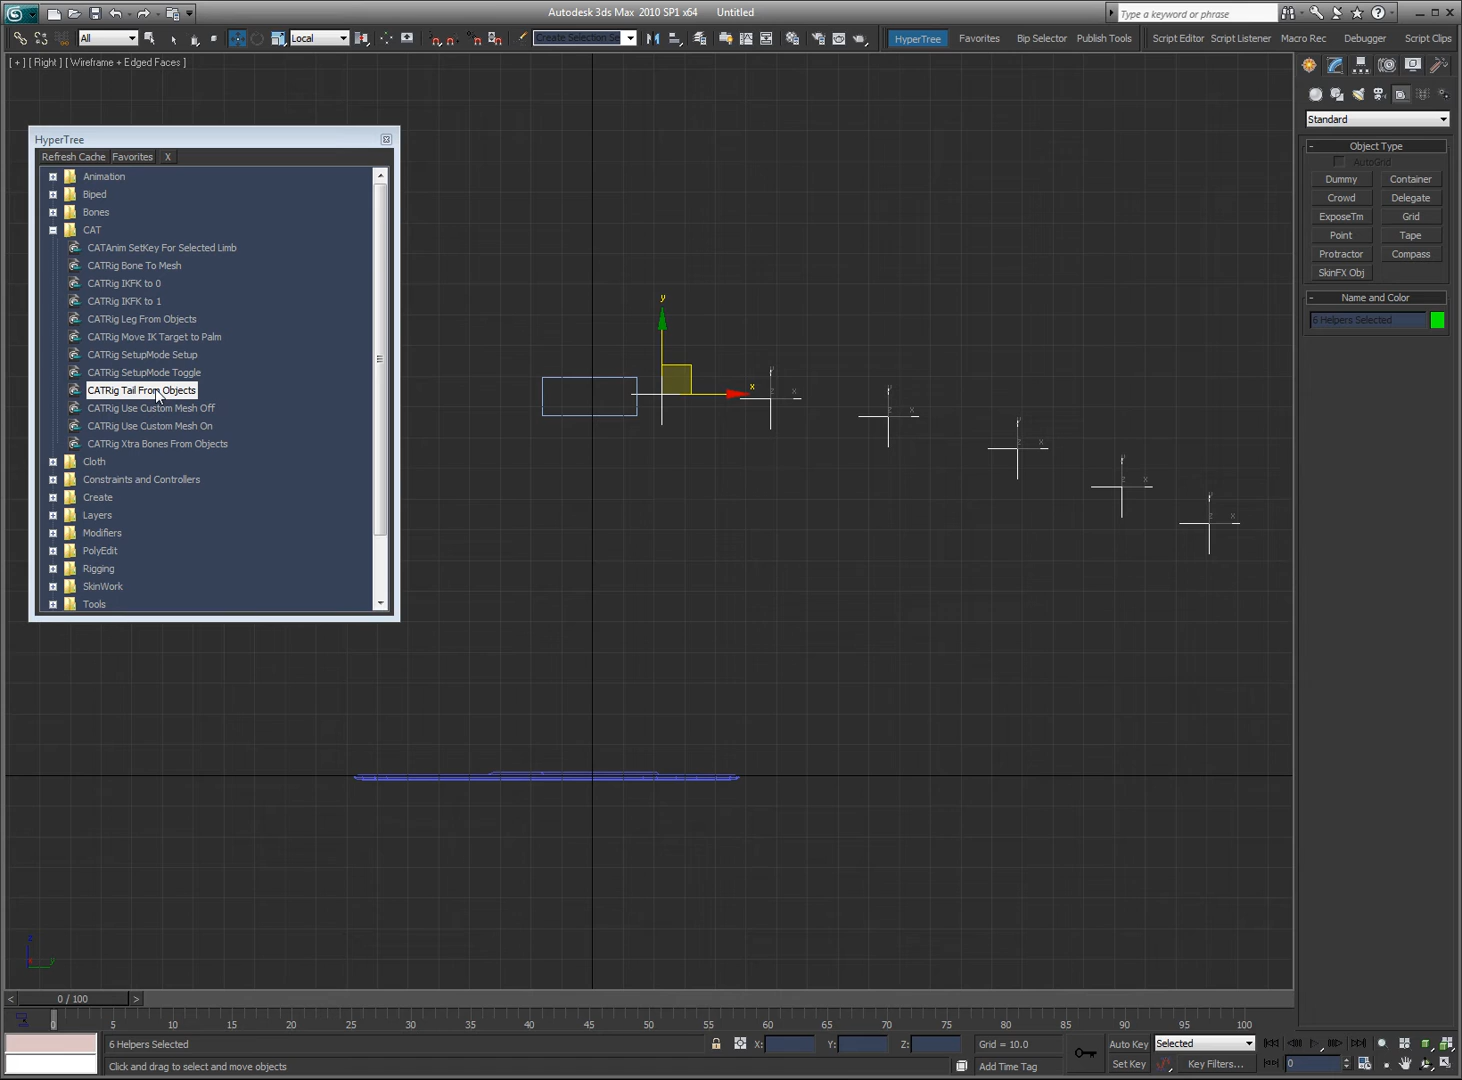 Autodesk 3ds Max 2010 SP1 x64 Untitled
Type a keyword or phrase
All
Local
Create Selection Se
HyperTree Favorites Bip Selector Publish Tools Script Editor Script Listener Macro Rec Debugger Script Clips
[ + ] [ Right ] [ Wireframe + Edged Faces ]
HyperTree
Refresh Cache Favorites X
Animation
Biped
Bones
CAT
CATAnim SetKey For Selected Limb
CATRig Bone To Mesh
CATRig IKFK to 0
CATRig IKFK to 1
CATRig Leg From Objects
CATRig Move IK Target to Palm
CATRig SetupMode Setup
CATRig SetupMode Toggle
CATRig Tail From Objects
CATRig Use Custom Mesh Off
CATRig Use Custom Mesh On
CATRig Xtra Bones From Objects
Cloth
Constraints and Controllers
Create
Layers
Modifiers
PolyEdit
Rigging
SkinWork
Tools
Standard
- Object Type
AutoGrid
Dummy Container
Crowd Delegate
ExposeTm Grid
Point Tape
Protractor Compass
SkinFX Obj
- Name and Color
6 Helpers Selected
y
x
y
z x
y
z x
y
z x
y
z x
y
z x
z
x y
< 0 / 100 >
0 5 10 15 20 25 30 35 40 45 50 55 60 65 70 75 80 85 90 95 100
6 Helpers Selected X: Y: Z: Grid = 10.0 Auto Key Selected
Click and drag to select and move objects Add Time Tag Set Key Key Filters... 0